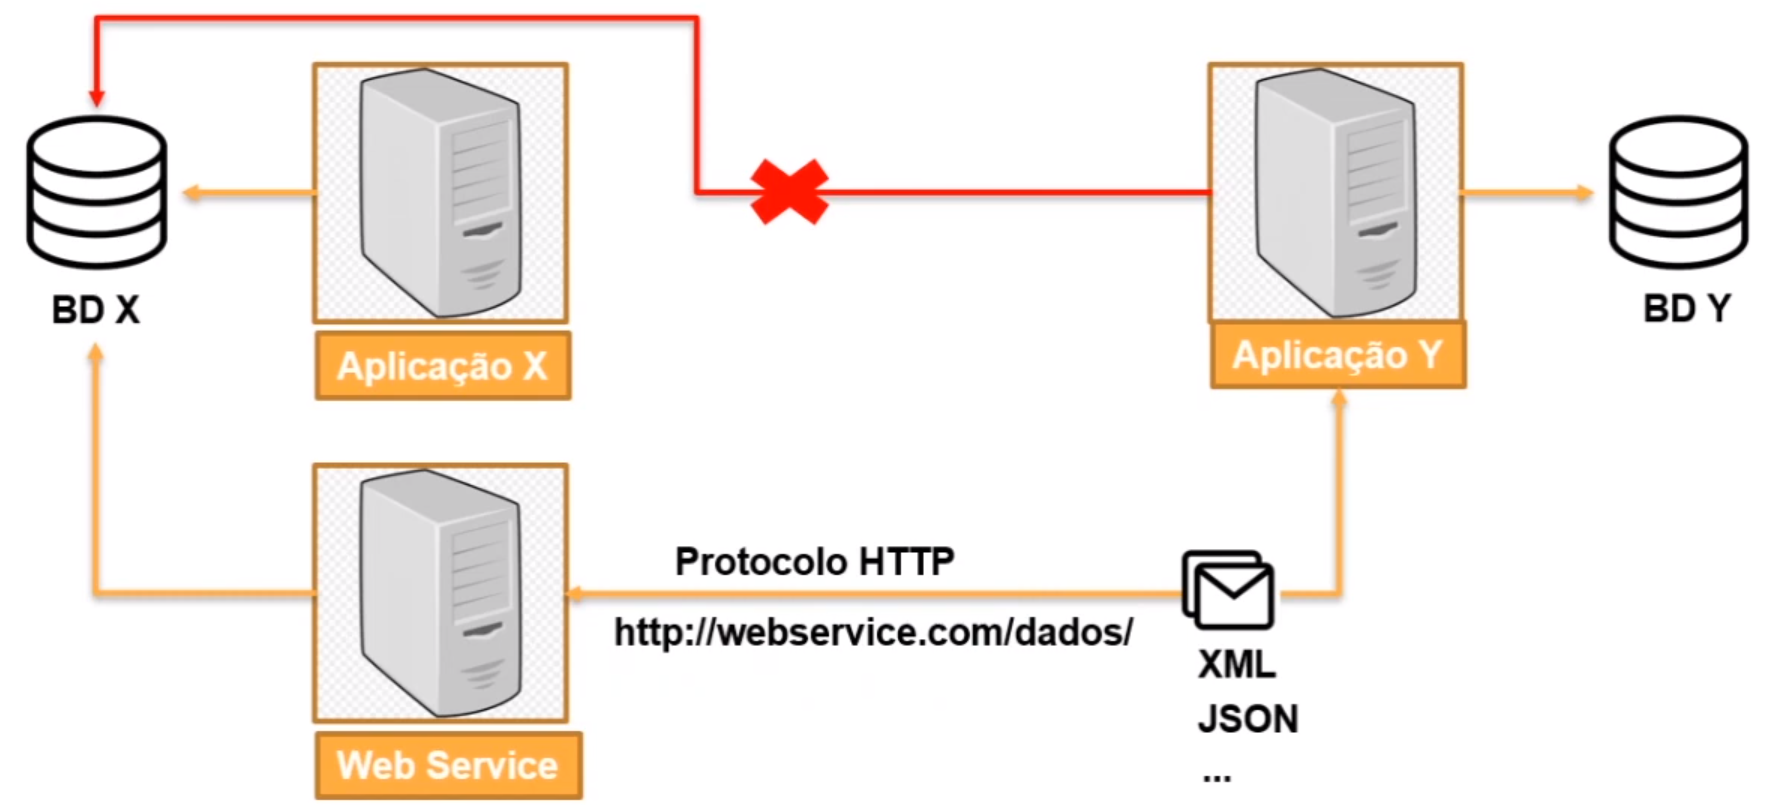 BD X
Aplicação X
Aplicação Y
BD Y
Protocolo HTTP
http://webservice.com/dados/
XML
JSON
...
Web Service